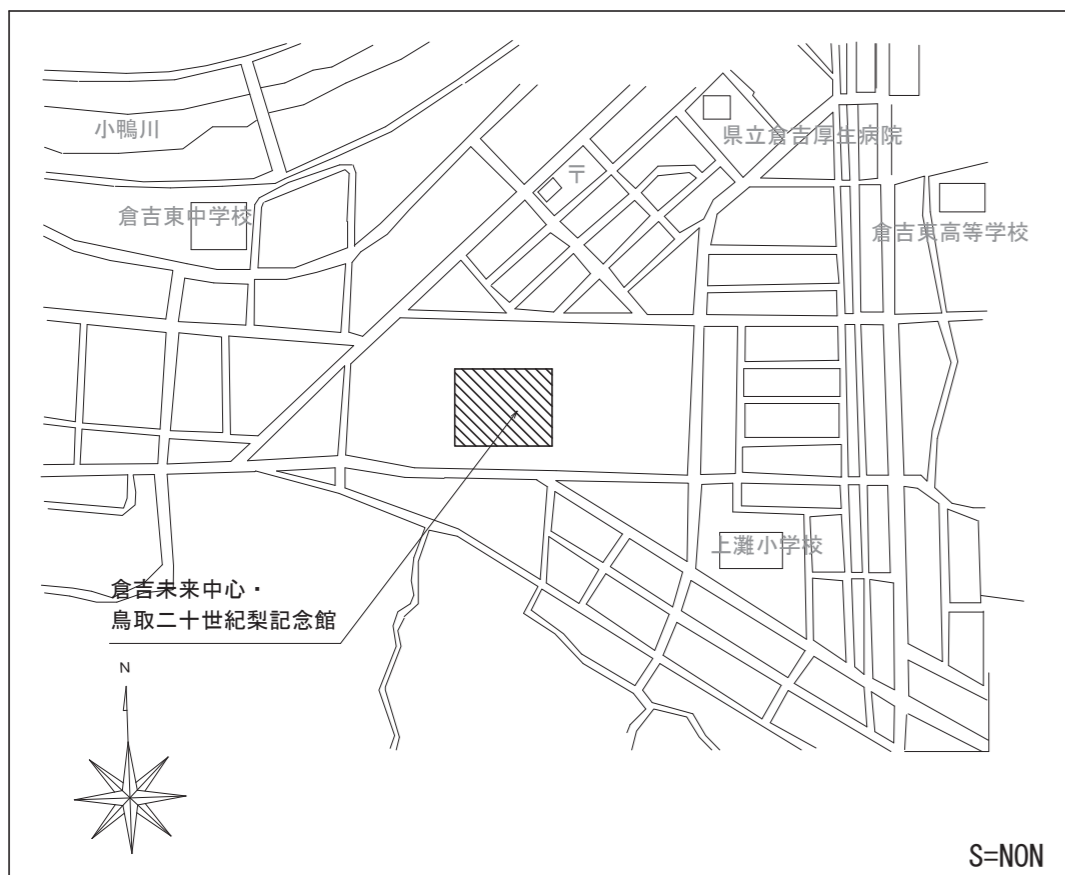 小鴨川
県立倉吉厚生病院
〒
倉吉東中学校
倉吉東高等学校
上灘小学校
倉吉未来中心・
鳥取二十世紀梨記念館
N
S=NON